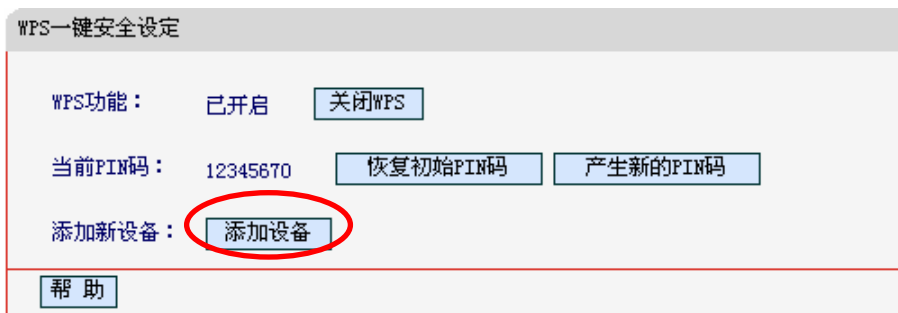 WPS一键安全设定
WPS功能： 已开启 关闭WPS
当前PIN码： 12345670 恢复初始PIN码 产生新的PIN码
添加新设备： 添加设备
帮 助